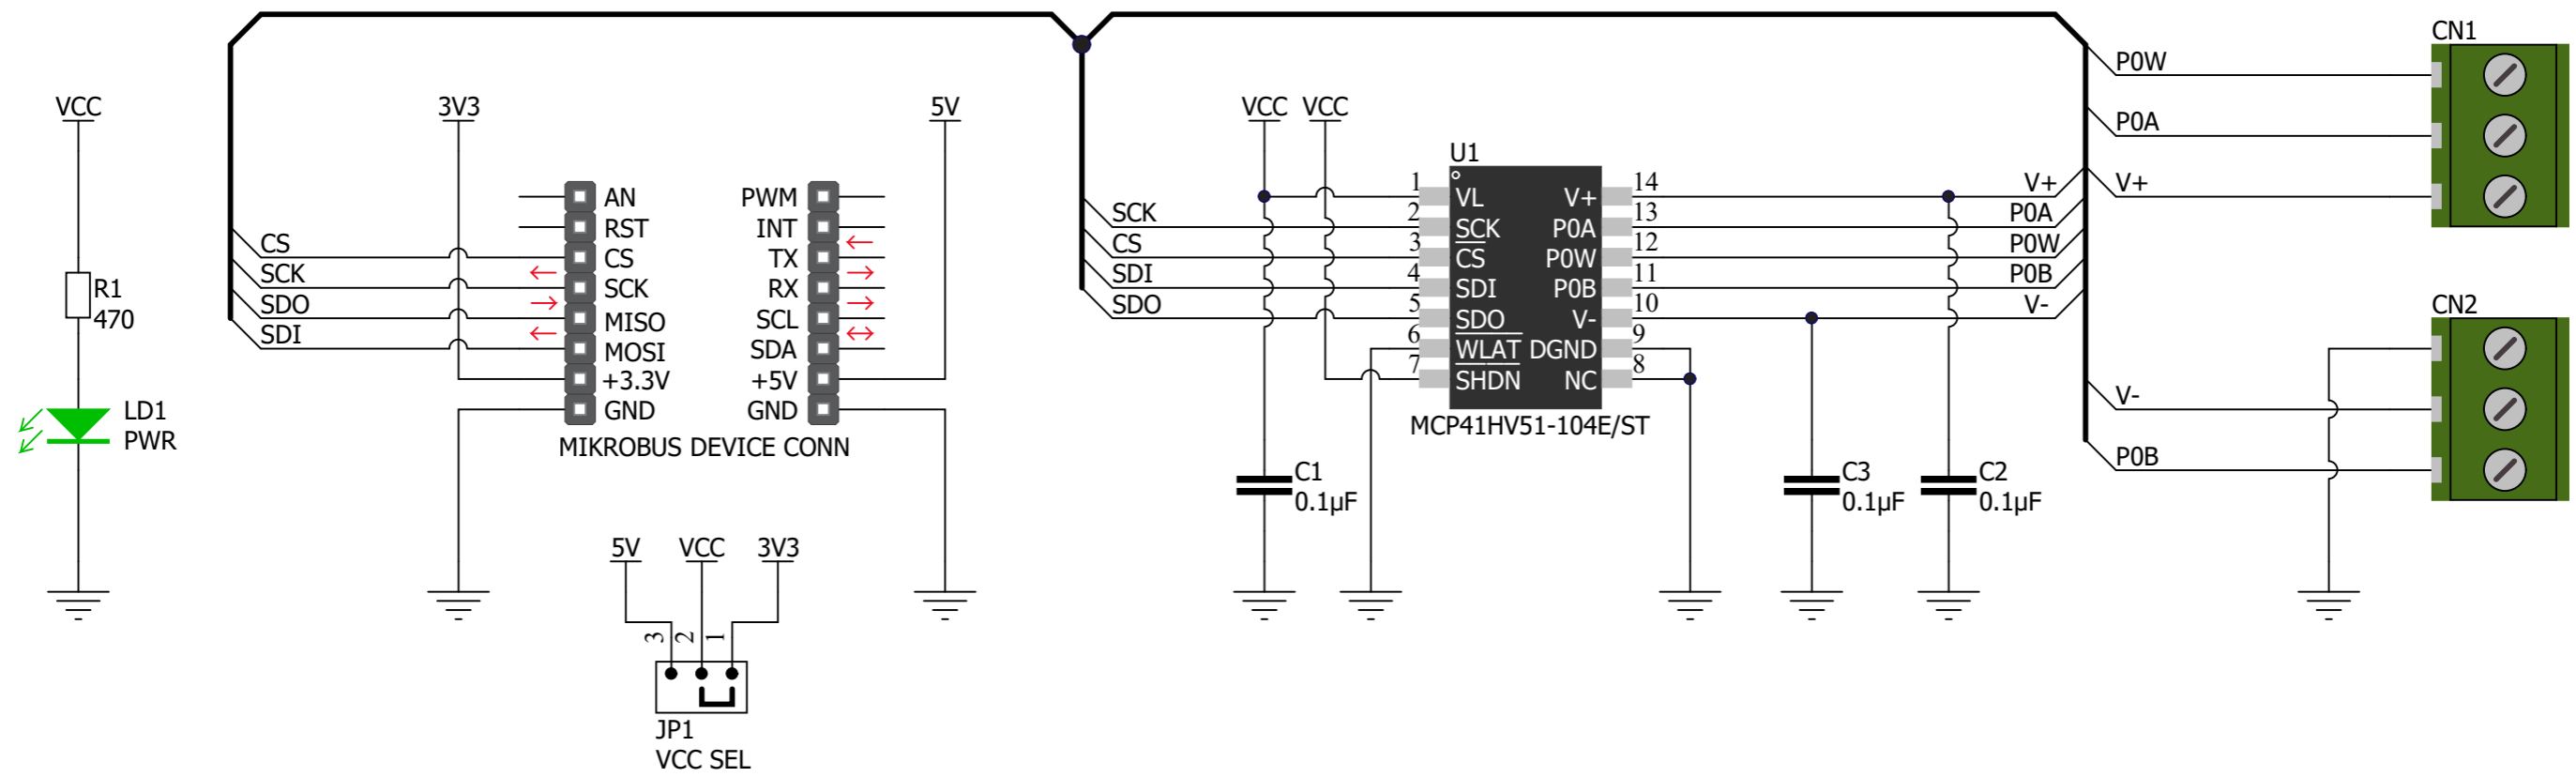 VCC
R1
470
LD1
PWR
3V3
5V
CS
SCK
SDO
SDI
AN
RST
CS
SCK
MISO
MOSI
+3.3V
GND
PWM
INT
TX
RX
SCL
SDA
+5V
GND
MIKROBUS DEVICE CONN
5V VCC 3V3
3 2 1
JP1
VCC SEL
VCC VCC
SCK
CS
SDI
SDO
U1
1 VL V+ 14
2 SCK P0A 13
3 CS P0W 12
4 SDI P0B 11
5 SDO V- 10
6 WLAT DGND 9
7 SHDN NC 8
MCP41HV51-104E/ST
C1
0.1µF
C3
0.1µF
C2
0.1µF
V+
P0A
P0W
P0B
V-
CN1
P0W
P0A
V+
CN2
V-
P0B